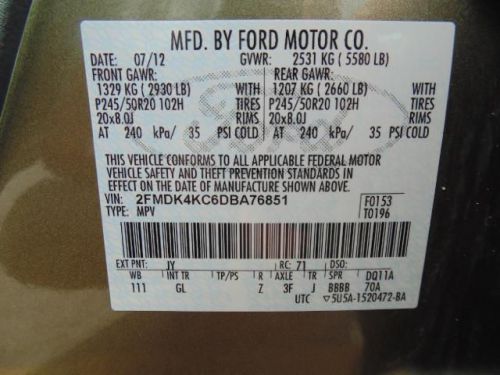 MFD. BY FORD MOTOR CO.
DATE: 07/12 GVWR: 2531 KG ( 5580 LB)
FRONT GAWR: REAR GAWR:
1329 KG ( 2930 LB) WITH 1207 KG ( 2660 LB) WITH
P245/50R20 102H TIRES P245/50R20 102H TIRES
20x8.0J RIMS 20x8.0J RIMS
AT 240 kPa/ 35 PSI COLD AT 240 kPa/ 35 PSI COLD
THIS VEHICLE CONFORMS TO ALL APPLICABLE FEDERAL MOTOR
VEHICLE SAFETY AND THEFT PREVENTION STANDARDS IN EFFECT
ON THE DATE OF MANUFACTURE SHOWN ABOVE.
VIN: 2FMDK4KC6DBA76851 F0153
TYPE: MPV T0196
EXT PNT: JY RC: 71 DSO:
WB INT TR TP/PS R AXLE TR SPR DQ11A
111 GL Z 3F J BBBB 70A
UTC ▽5U5A-1520472-BA
Ford